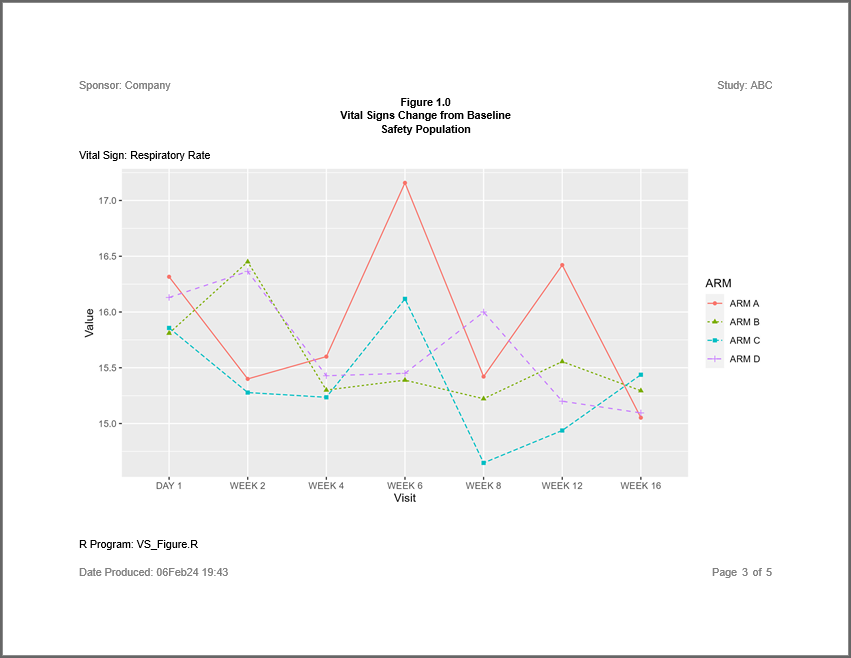 Sponsor: Company Study: ABC
Figure 1.0
Vital Signs Change from Baseline
Safety Population
Vital Sign: Respiratory Rate
17.0
16.5
16.0
15.5
15.0
Value
DAY 1 WEEK 2 WEEK 4 WEEK 6 WEEK 8 WEEK 12 WEEK 16
Visit
ARM
ARM A
ARM B
ARM C
ARM D
R Program: VS_Figure.R
Date Produced: 06Feb24 19:43 Page 3 of 5